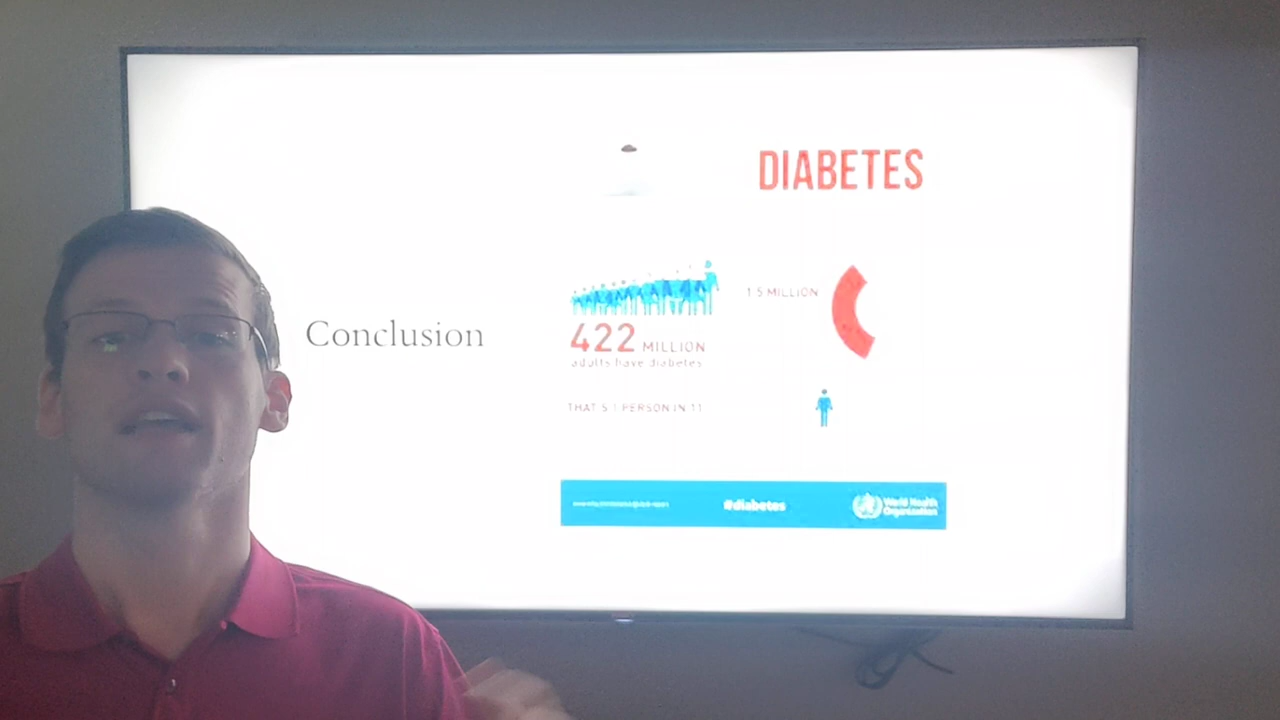 DIABETES
1.5 MILLION
Conclusion
422 MILLION
adults have diabetes
THAT'S 1 PERSON IN 11
#diabetes
World Health
Organization